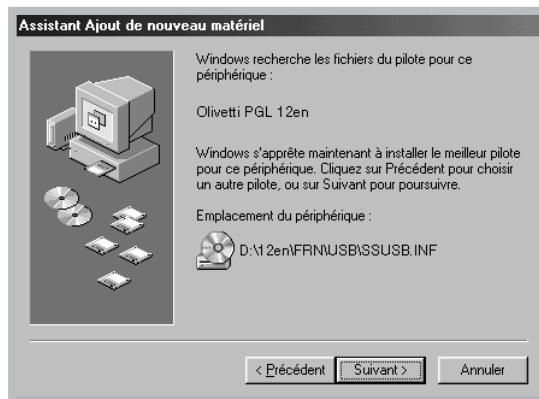 Assistant Ajout de nouveau matériel
Windows recherche les fichiers du pilote pour ce
périphérique :
Olivetti PGL 12en
Windows s'apprête maintenant à installer le meilleur pilote
pour ce périphérique. Cliquez sur Précédent pour choisir
un autre pilote, ou sur Suivant pour poursuivre.
Emplacement du périphérique :
D:\12en\FRN\USB\SSUSB.INF
< Précédent
Suivant >
Annuler